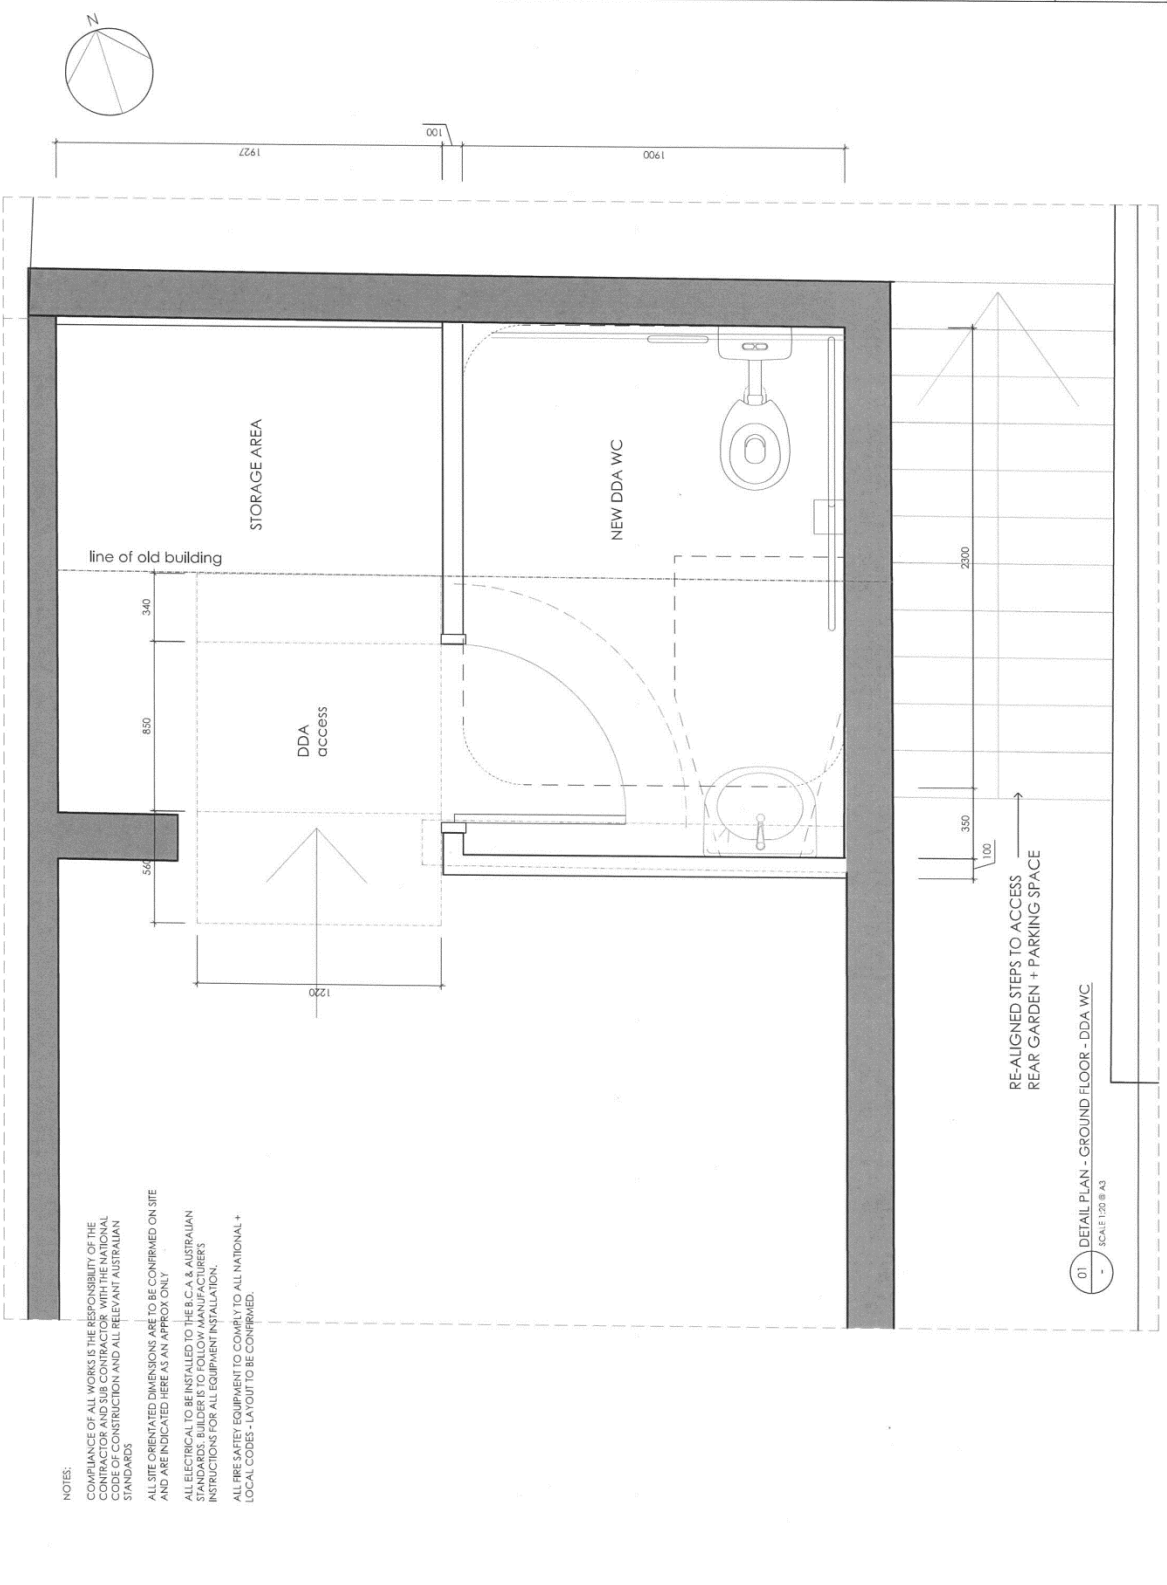 N
1927
100
1900
STORAGE AREA
NEW DDA WC
line of old building
340
850
560
DDA
access
1220
2300
350
100
RE-ALIGNED STEPS TO ACCESS
REAR GARDEN + PARKING SPACE
01
-
DETAIL PLAN - GROUND FLOOR - DDA WC
SCALE 1:20 @ A3
NOTES:
COMPLIANCE OF ALL WORKS IS THE RESPONSIBILITY OF THE
CONTRACTOR AND SUB CONTRACTOR WITH THE NATIONAL
CODE OF CONSTRUCTION AND ALL RELEVANT AUSTRALIAN
STANDARDS
ALL SITE ORIENTATED DIMENSIONS ARE TO BE CONFIRMED ON SITE
AND ARE INDICATED HERE AS AN APPROX ONLY
ALL ELECTRICAL TO BE INSTALLED TO THE B.C.A & AUSTRALIAN
STANDARDS. BUILDER IS TO FOLLOW MANUFACTURER'S
INSTRUCTIONS FOR ALL EQUIPMENT INSTALLATION.
ALL FIRE SAFTEY EQUIPMENT TO COMPLY TO ALL NATIONAL +
LOCAL CODES - LAYOUT TO BE CONFIRMED.